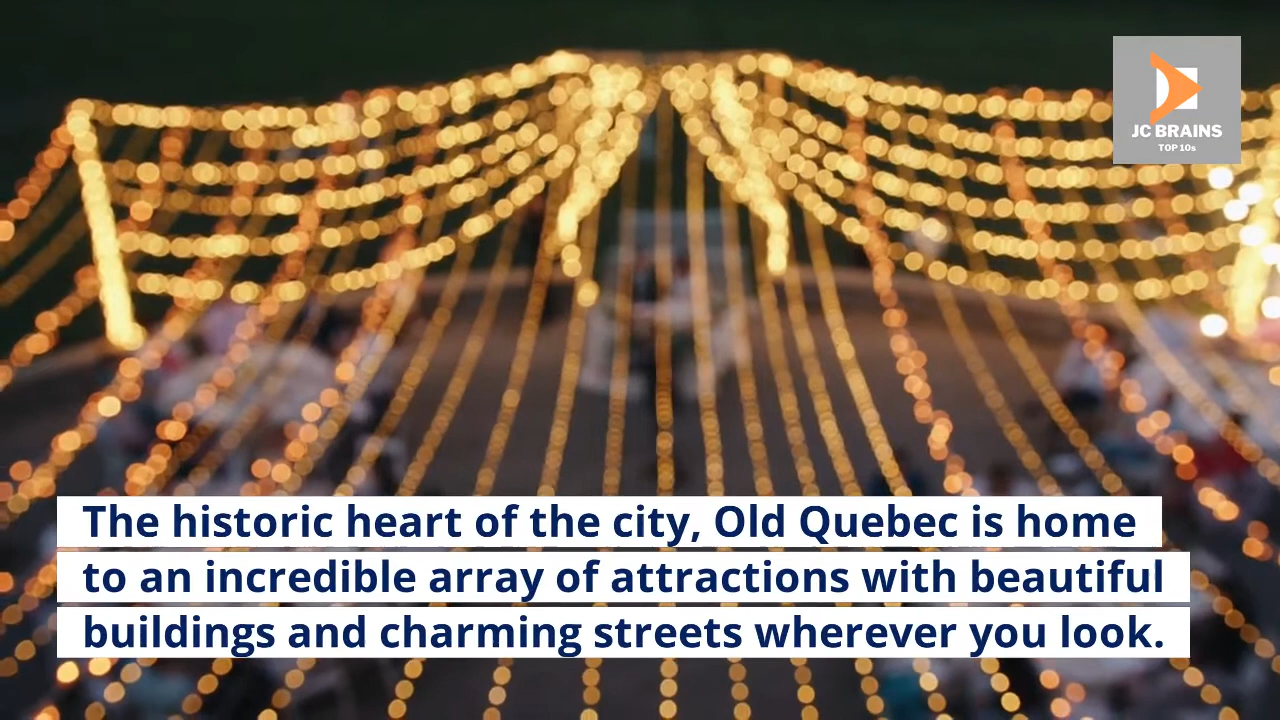 JC BRAINS
TOP 10s
The historic heart of the city, Old Quebec is home
to an incredible array of attractions with beautiful
buildings and charming streets wherever you look.